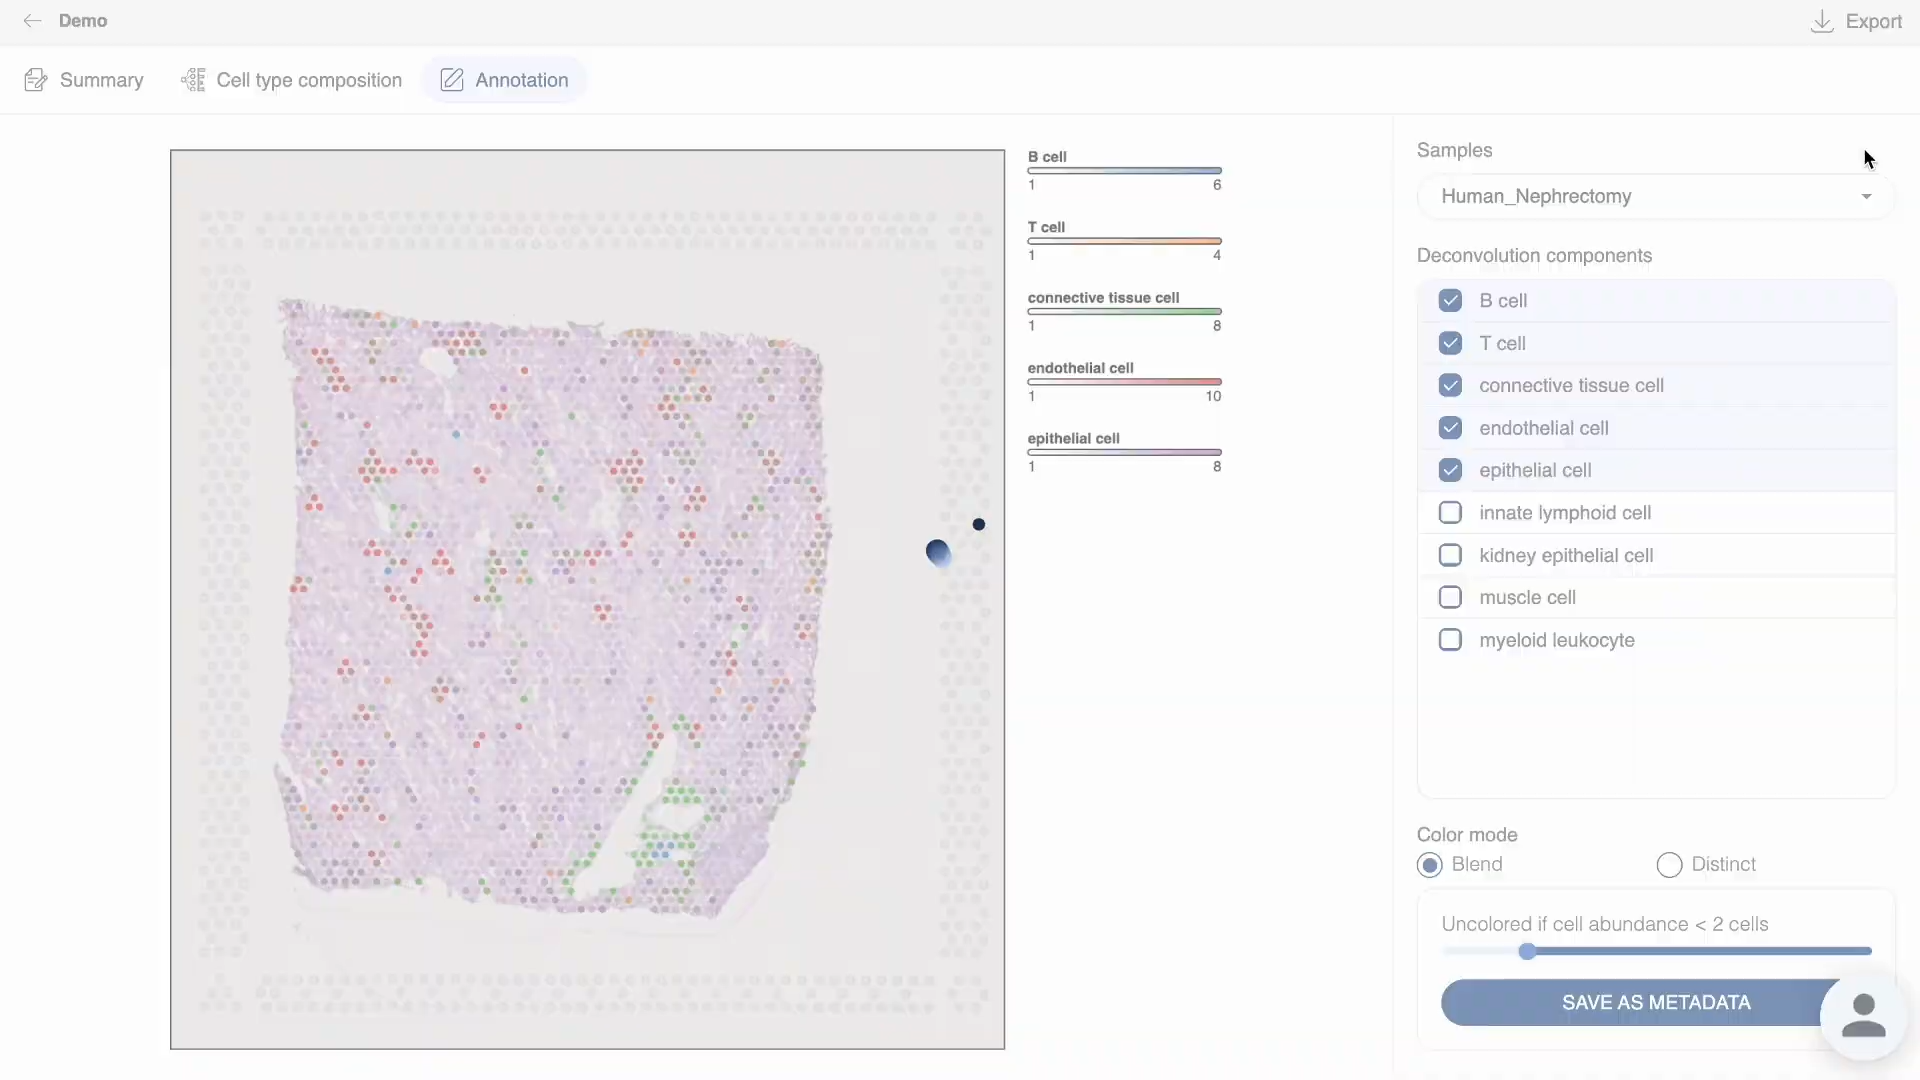 Demo
Export
Summary
Cell type composition
Annotation
B cell
1 6
T cell
1 4
connective tissue cell
1 8
endothelial cell
1 10
epithelial cell
1 8
Samples
Human_Nephrectomy
Deconvolution components
B cell
T cell
connective tissue cell
endothelial cell
epithelial cell
innate lymphoid cell
kidney epithelial cell
muscle cell
myeloid leukocyte
Color mode
Blend
Distinct
Uncolored if cell abundance < 2 cells
SAVE AS METADATA